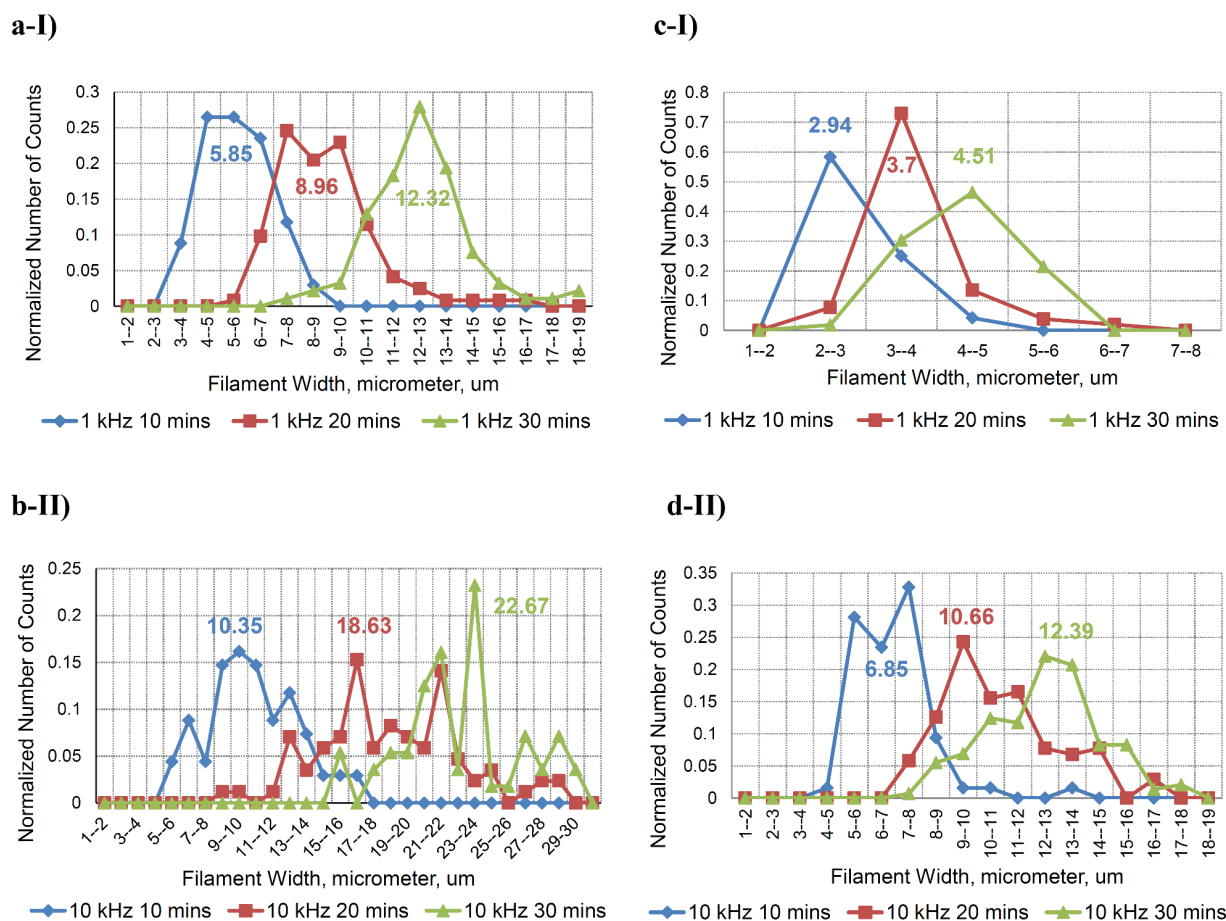 a-I)
Normalized Number of Counts
0.3
0.25
0.2
0.15
0.1
0.05
0
5.85
8.96
12.32
1--2 2--3 3--4 4--5 5--6 6--7 7--8 8--9 9--10 10--11 11--12 12--13 13--14 14--15 15--16 16--17 17--18 18--19
Filament Width, micrometer, um
1 kHz 10 mins 1 kHz 20 mins 1 kHz 30 mins
c-I)
Normalized Number of Counts
0.8
0.7
0.6
0.5
0.4
0.3
0.2
0.1
0
2.94
3.7
4.51
1--2 2--3 3--4 4--5 5--6 6--7 7--8
Filament Width, micrometer, um
1 kHz 10 mins 1 kHz 20 mins 1 kHz 30 mins
b-II)
Normalized Number of Counts
0.25
0.2
0.15
0.1
0.05
0
10.35
18.63
22.67
1--2 3--4 5--6 7--8 9--10 11--12 13--14 15--16 17--18 19--20 21--22 23--24 25--26 27--28 29--30
Filament Width, micrometer, um
10 kHz 10 mins 10 kHz 20 mins 10 kHz 30 mins
d-II)
Normalized Number of Counts
0.35
0.3
0.25
0.2
0.15
0.1
0.05
0
6.85
10.66
12.39
1--2 2--3 3--4 4--5 5--6 6--7 7--8 8--9 9--10 10--11 11--12 12--13 13--14 14--15 15--16 16--17 17--18 18--19
Filament Width, micrometer, um
10 kHz 10 mins 10 kHz 20 mins 10 kHz 30 mins